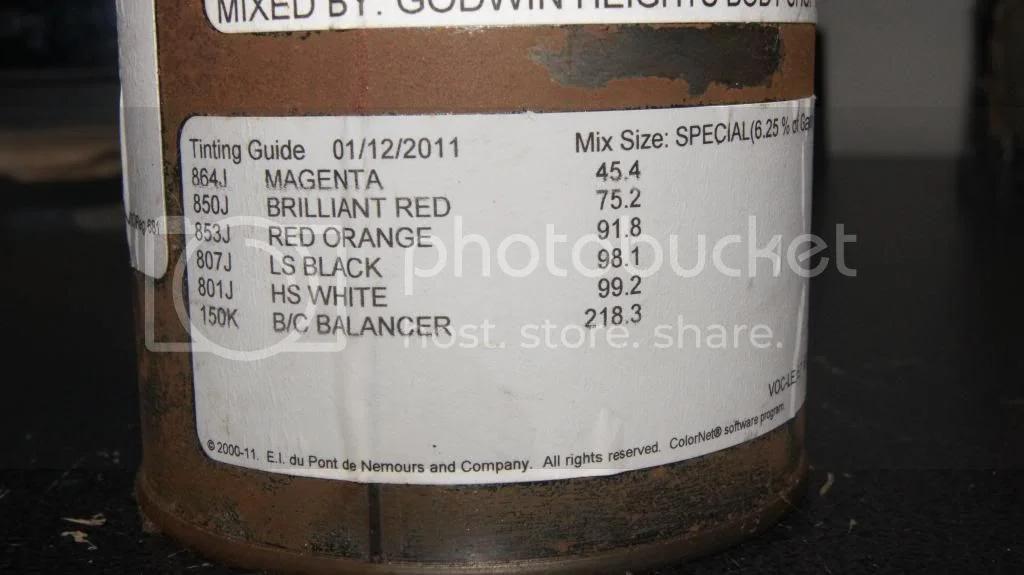 MIXED BY: GODWIN HEIGHTS BODY SHOP
Tinting Guide 01/12/2011 Mix Size: SPECIAL(6.25 % of
864J MAGENTA 45.4
850J BRILLIANT RED 75.2
853J RED ORANGE 91.8
807J LS BLACK 98.1
801J HS WHITE 99.2
150K B/C BALANCER 218.3
photobucket
host. store. share.
© 2000-11. E.I. du Pont de Nemours and Company. All rights reserved. ColorNet® software program.